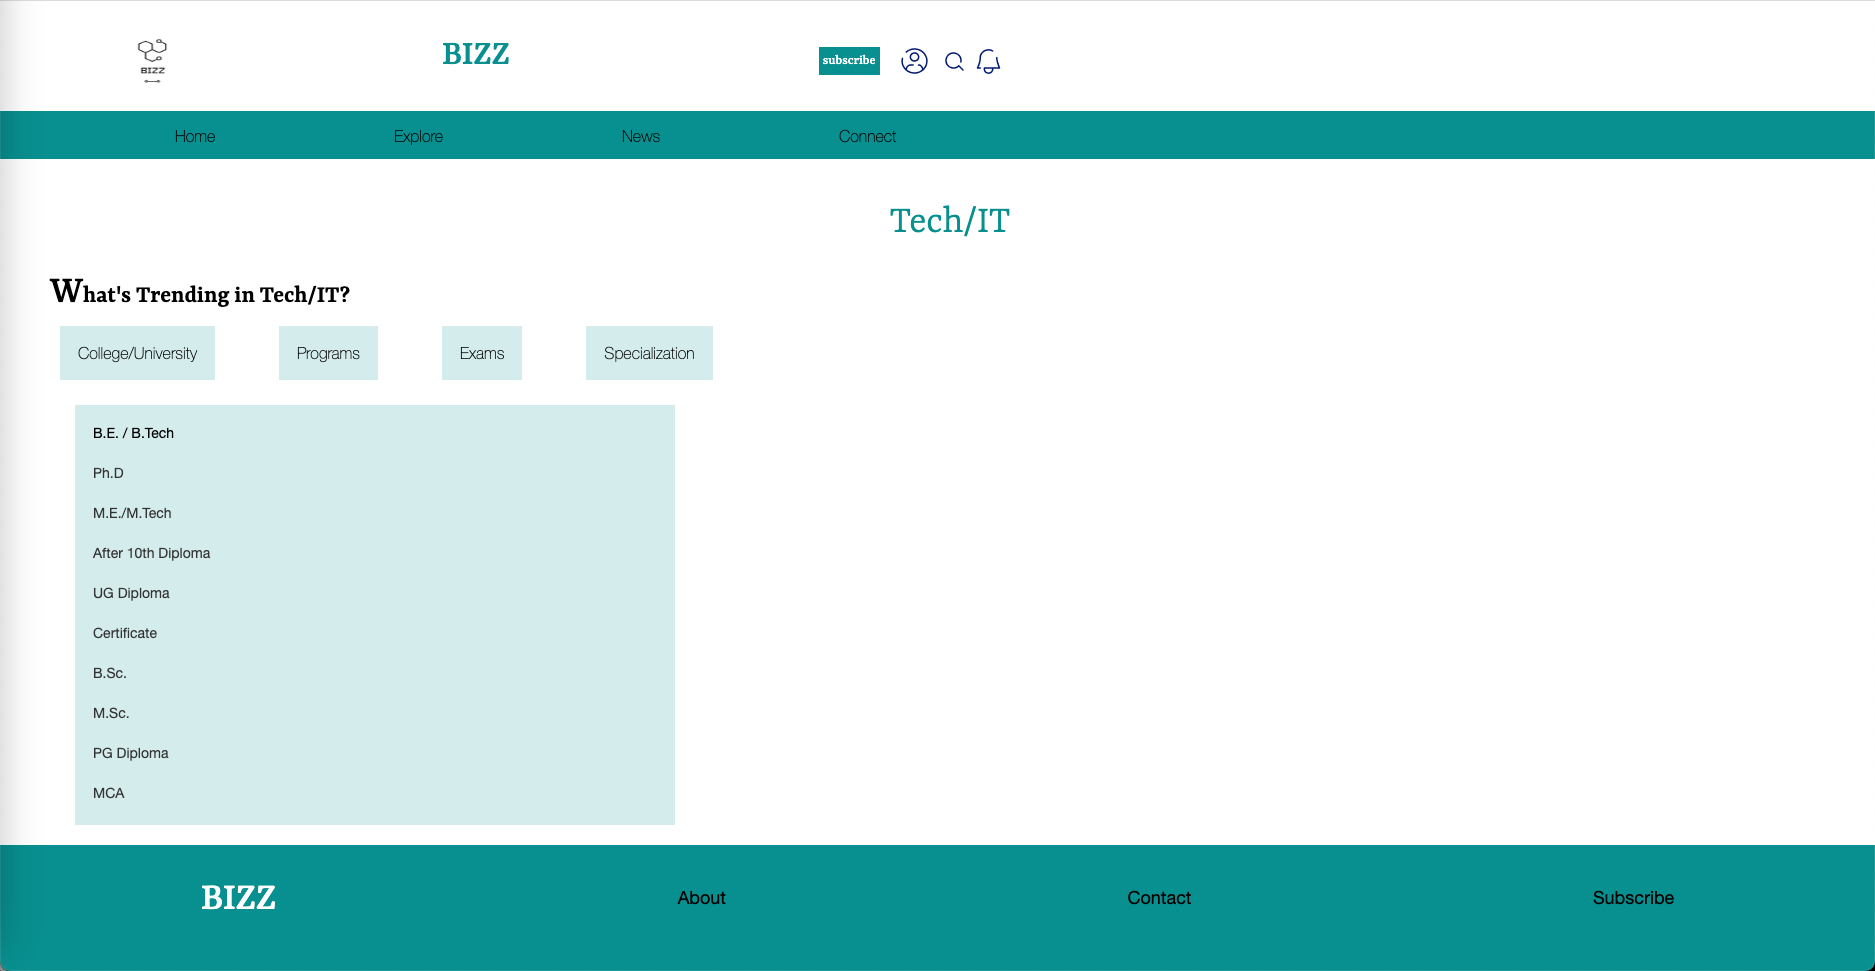 BIZZ
BIZZ
subscribe
Home
Explore
News
Connect
Tech/IT
What's Trending in Tech/IT?
College/University
Programs
Exams
Specialization
B.E. / B.Tech
Ph.D
M.E./M.Tech
After 10th Diploma
UG Diploma
Certificate
B.Sc.
M.Sc.
PG Diploma
MCA
BIZZ
About
Contact
Subscribe